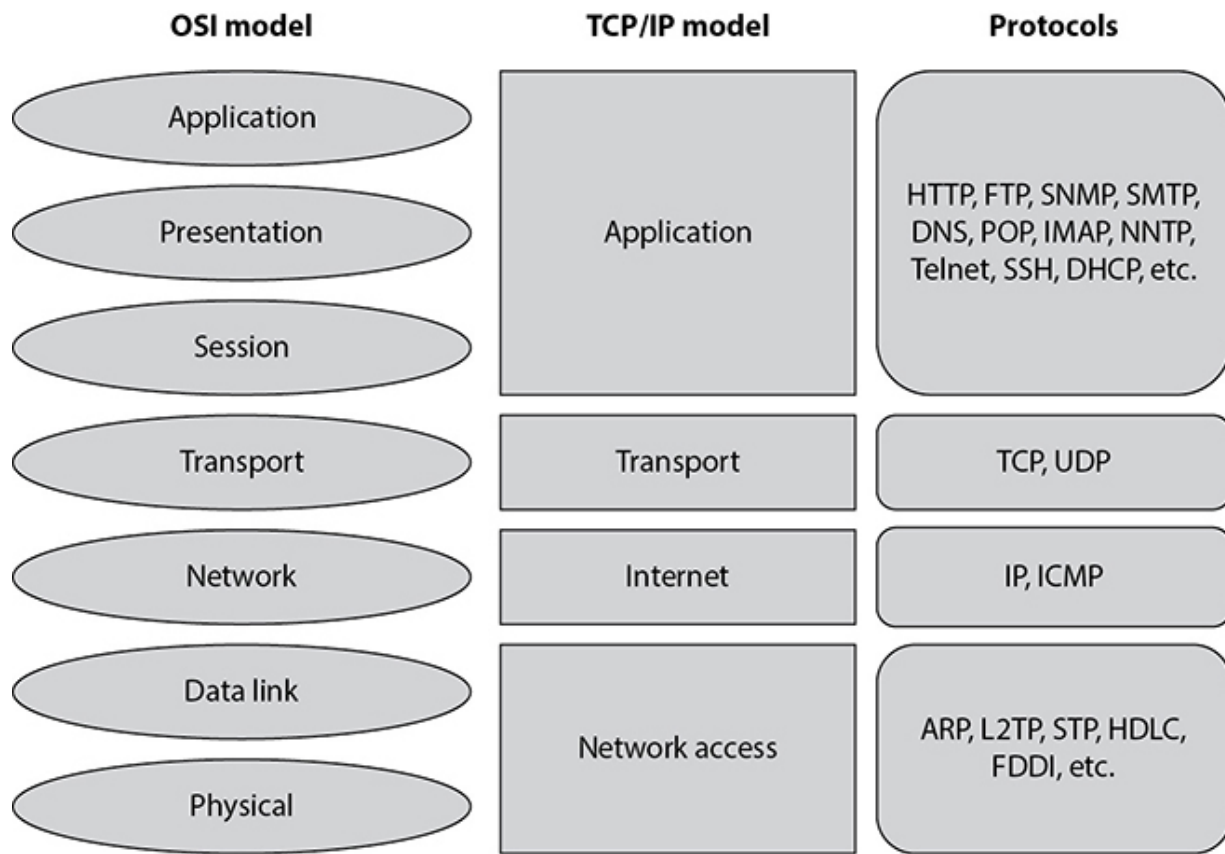 OSI model
TCP/IP model
Protocols
Application
Presentation
Session
Transport
Network
Data link
Physical
Application
Transport
Internet
Network access
HTTP, FTP, SNMP, SMTP,
DNS, POP, IMAP, NNTP,
Telnet, SSH, DHCP, etc.
TCP, UDP
IP, ICMP
ARP, L2TP, STP, HDLC,
FDDI, etc.